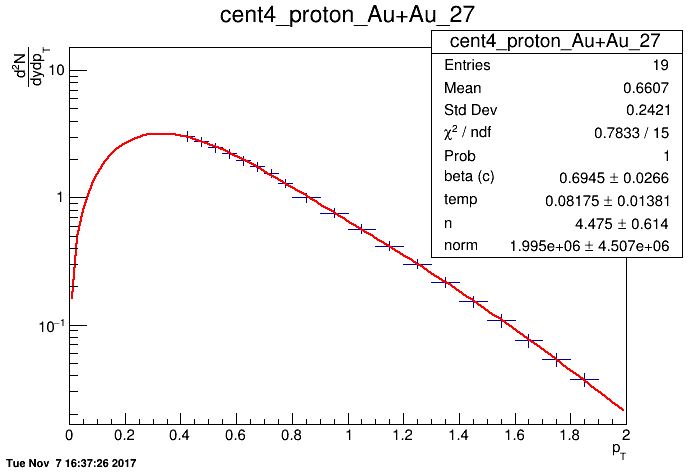 cent4_proton_Au+Au_27
d²N
dydp_T
cent4_proton_Au+Au_27
Entries 19
Mean 0.6607
Std Dev 0.2421
χ² / ndf 0.7833 / 15
Prob 1
beta (c) 0.6945 ± 0.0266
temp 0.08175 ± 0.01381
n 4.475 ± 0.614
norm 1.995e+06 ± 4.507e+06
10
1
10⁻¹
0 0.2 0.4 0.6 0.8 1 1.2 1.4 1.6 1.8 2
p_T
Tue Nov 7 16:37:26 2017